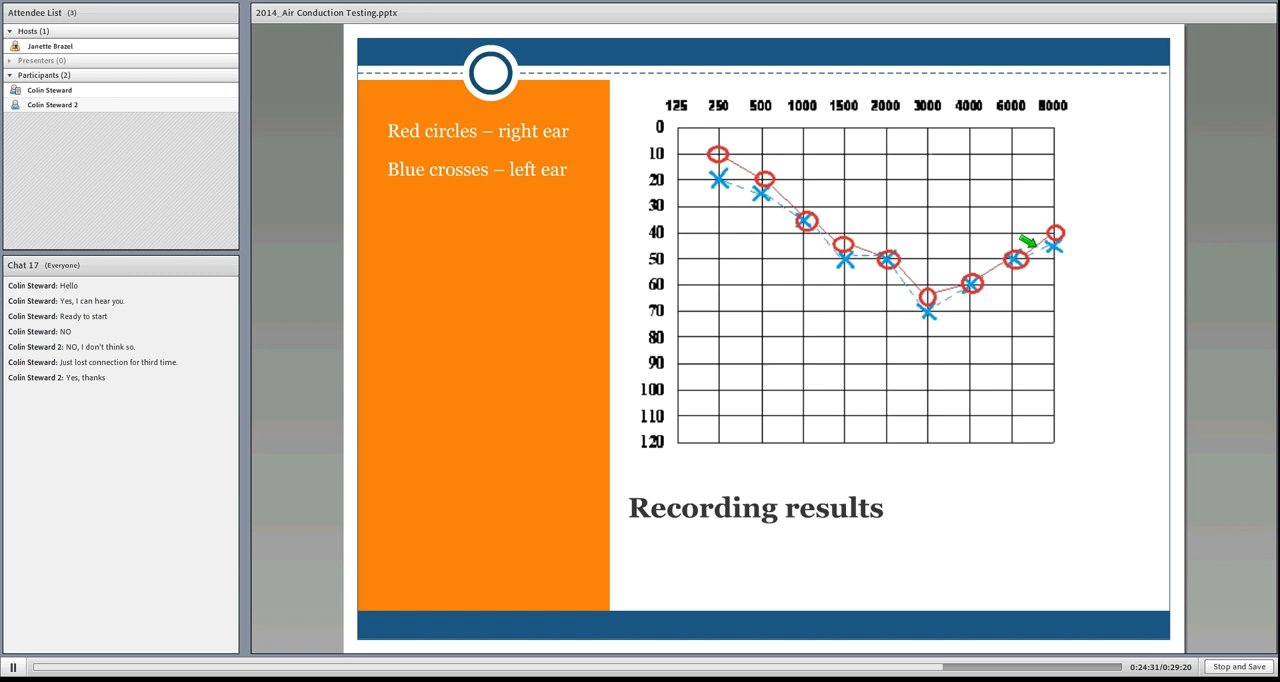 Attendee List (3)
Hosts (1)
Janette Brazel
Presenters (0)
Participants (2)
Colin Steward
Colin Steward 2
Chat 17 (Everyone)
Colin Steward: Hello
Colin Steward: Yes, I can hear you.
Colin Steward: Ready to start
Colin Steward: NO
Colin Steward 2: NO, I don't think so.
Colin Steward: Just lost connection for third time.
Colin Steward 2: Yes, thanks
2014_Air Conduction Testing.pptx
Red circles – right ear
Blue crosses – left ear
125 250 500 1000 1500 2000 3000 4000 6000 8000
0
10
20
30
40
50
60
70
80
90
100
110
120
Recording results
0:24:31/0:29:20
Stop and Save